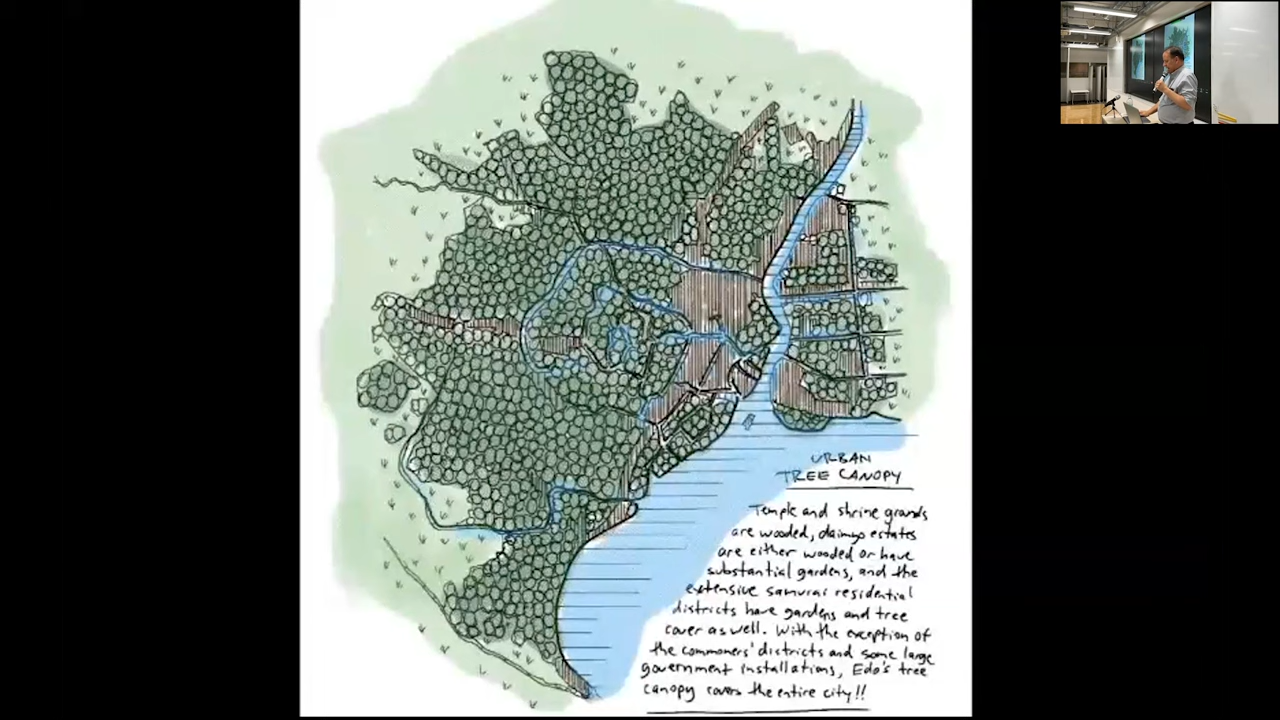 URBAN
TREE CANOPY
Temple and shrine grounds
are wooded, daimyo estates
are either wooded or have
substantial gardens, and the
extensive samurai residential
districts have gardens and tree
cover as well. With the exception of
the commoners' districts and some large
government installations, Edo's tree
canopy covers the entire city!!